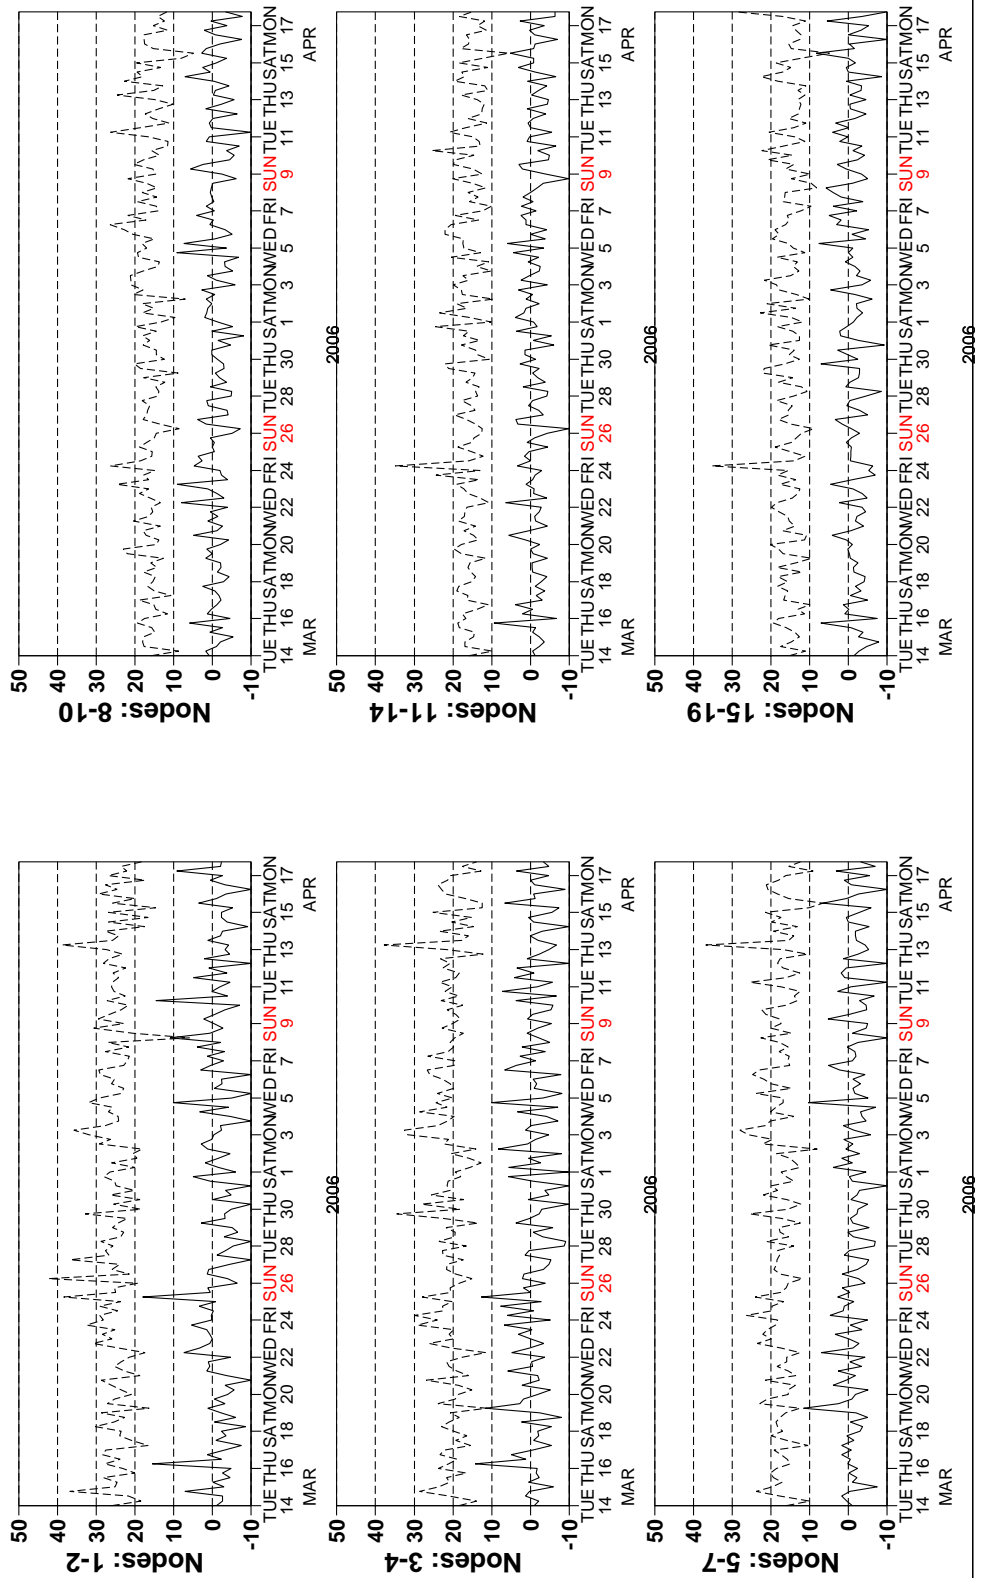 Nodes: 1-2
50
40
30
20
10
0
-10
TUE THU SAT MON WED FRI SUN TUE THU SAT MON WED FRI SUN TUE THU SAT MON
14 16 18 20 22 24 26 28 30 1 3 5 7 9 11 13 15 17
MAR APR
2006
Nodes: 3-4
50
40
30
20
10
0
-10
TUE THU SAT MON WED FRI SUN TUE THU SAT MON WED FRI SUN TUE THU SAT MON
14 16 18 20 22 24 26 28 30 1 3 5 7 9 11 13 15 17
MAR APR
2006
Nodes: 5-7
50
40
30
20
10
0
-10
TUE THU SAT MON WED FRI SUN TUE THU SAT MON WED FRI SUN TUE THU SAT MON
14 16 18 20 22 24 26 28 30 1 3 5 7 9 11 13 15 17
MAR APR
2006
Nodes: 8-10
50
40
30
20
10
0
-10
TUE THU SAT MON WED FRI SUN TUE THU SAT MON WED FRI SUN TUE THU SAT MON
14 16 18 20 22 24 26 28 30 1 3 5 7 9 11 13 15 17
MAR APR
2006
Nodes: 11-14
50
40
30
20
10
0
-10
TUE THU SAT MON WED FRI SUN TUE THU SAT MON WED FRI SUN TUE THU SAT MON
14 16 18 20 22 24 26 28 30 1 3 5 7 9 11 13 15 17
MAR APR
2006
Nodes: 15-19
50
40
30
20
10
0
-10
TUE THU SAT MON WED FRI SUN TUE THU SAT MON WED FRI SUN TUE THU SAT MON
14 16 18 20 22 24 26 28 30 1 3 5 7 9 11 13 15 17
MAR APR
2006